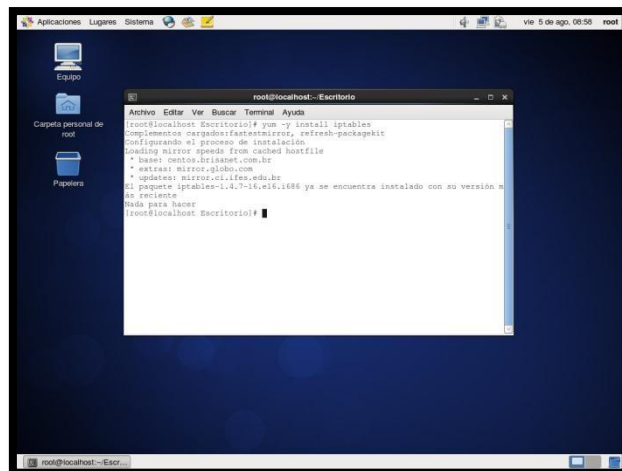 Aplicaciones Lugares Sistema
vie 5 de ago, 08:58 root
Equipo
Carpeta personal de
root
Papelera
root@localhost:~/Escritorio
Archivo Editar Ver Buscar Terminal Ayuda
[root@localhost Escritorio]# yum -y install iptables
Complementos cargados:fastestmirror, refresh-packagekit
Configurando el proceso de instalación
Loading mirror speeds from cached hostfile
* base: centos.brisanet.com.br
* extras: mirror.globo.com
* updates: mirror.ci.ifes.edu.br
El paquete iptables-1.4.7-16.el6.i686 ya se encuentra instalado con su versión m
ás reciente
Nada para hacer
[root@localhost Escritorio]#
root@localhost:~/Escr...